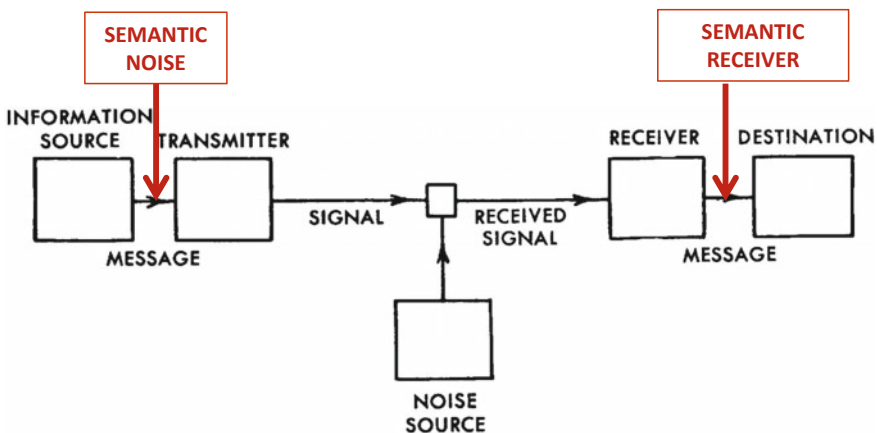 SEMANTIC
NOISE
SEMANTIC
RECEIVER
INFORMATION
SOURCE
TRANSMITTER
RECEIVER
DESTINATION
SIGNAL
RECEIVED
SIGNAL
MESSAGE
MESSAGE
NOISE
SOURCE